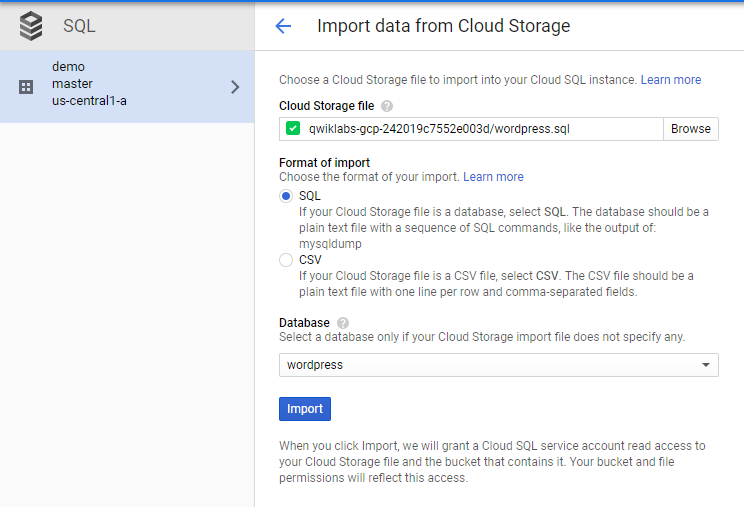 SQL
Import data from Cloud Storage
demo
master
us-central1-a
Choose a Cloud Storage file to import into your Cloud SQL instance. Learn more
Cloud Storage file ?
qwiklabs-gcp-242019c7552e003d/wordpress.sql
Browse
Format of import
Choose the format of your import. Learn more
SQL
If your Cloud Storage file is a database, select SQL. The database should be a
plain text file with a sequence of SQL commands, like the output of:
mysqldump
CSV
If your Cloud Storage file is a CSV file, select CSV. The CSV file should be a
plain text file with one line per row and comma-separated fields.
Database ?
Select a database only if your Cloud Storage import file does not specify any.
wordpress
Import
When you click Import, we will grant a Cloud SQL service account read access to
your Cloud Storage file and the bucket that contains it. Your bucket and file
permissions will reflect this access.